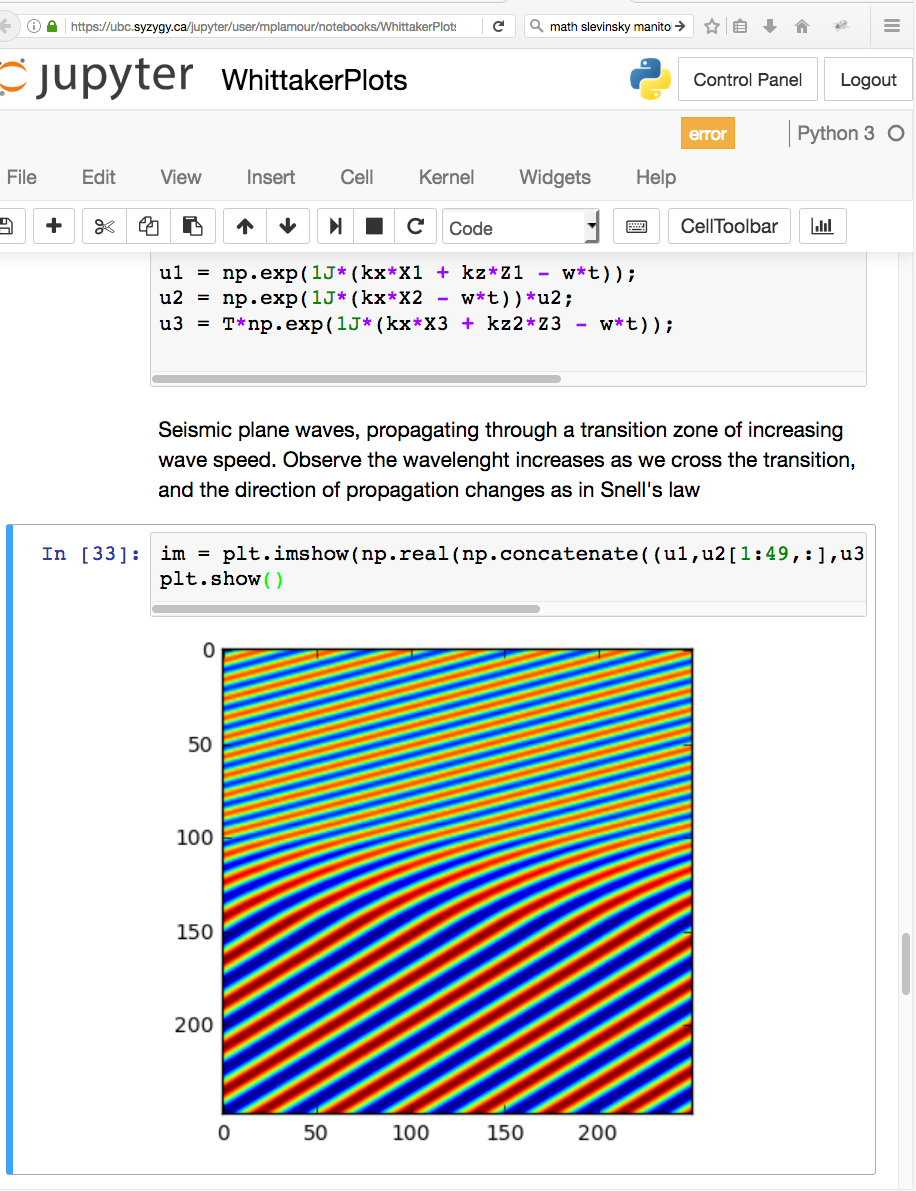 https://ubc.syzygy.ca/jupyter/user/mplamour/notebooks/WhittakerPlots
math slevinsky manito
jupyter WhittakerPlots
Control Panel
Logout
error
Python 3
File Edit View Insert Cell Kernel Widgets Help
Code
CellToolbar
u1 = np.exp(1J*(kx*X1 + kz*Z1 - w*t));
u2 = np.exp(1J*(kx*X2 - w*t))*u2;
u3 = T*np.exp(1J*(kx*X3 + kz2*Z3 - w*t));
Seismic plane waves, propagating through a transition zone of increasing
wave speed. Observe the wavelenght increases as we cross the transition,
and the direction of propagation changes as in Snell's law
In [33]:
im = plt.imshow(np.real(np.concatenate((u1,u2[1:49,:],u3
plt.show()
0
50
100
150
200
0 50 100 150 200